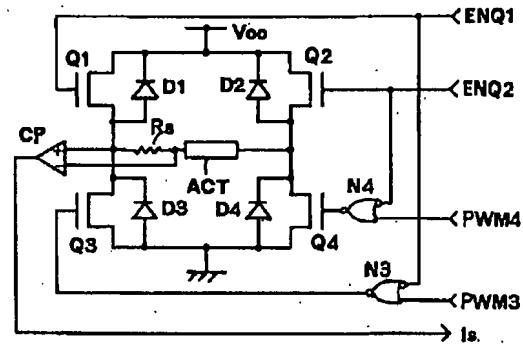 ENQ1
Voo
Q1
Q2
D1
D2
ENQ2
CP
Rs
ACT
N4
D3
D4
PWM4
Q3
Q4
N3
PWM3
Is.